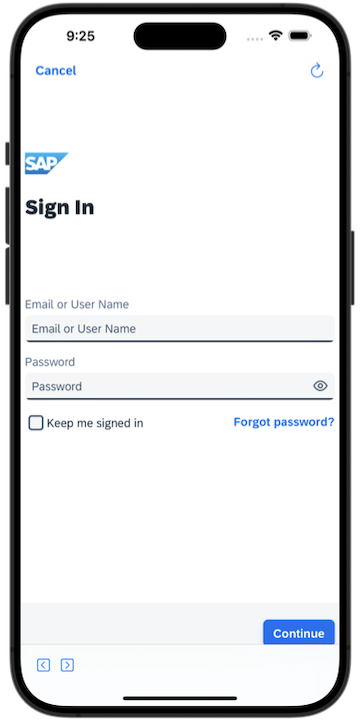 9:25
Cancel
SAP
Sign In
Email or User Name
Email or User Name
Password
Password
Keep me signed in Forgot password?
Continue